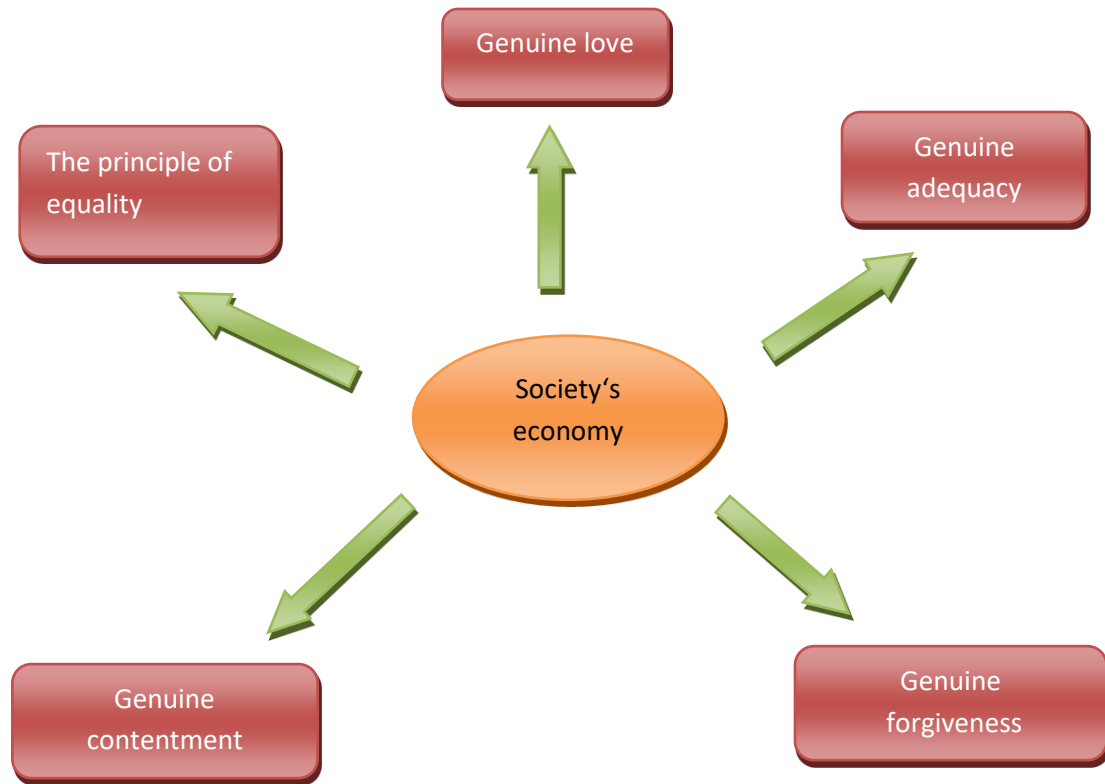 Genuine love
The principle of
equality
Genuine
adequacy
Society‘s
economy
Genuine
contentment
Genuine
forgiveness